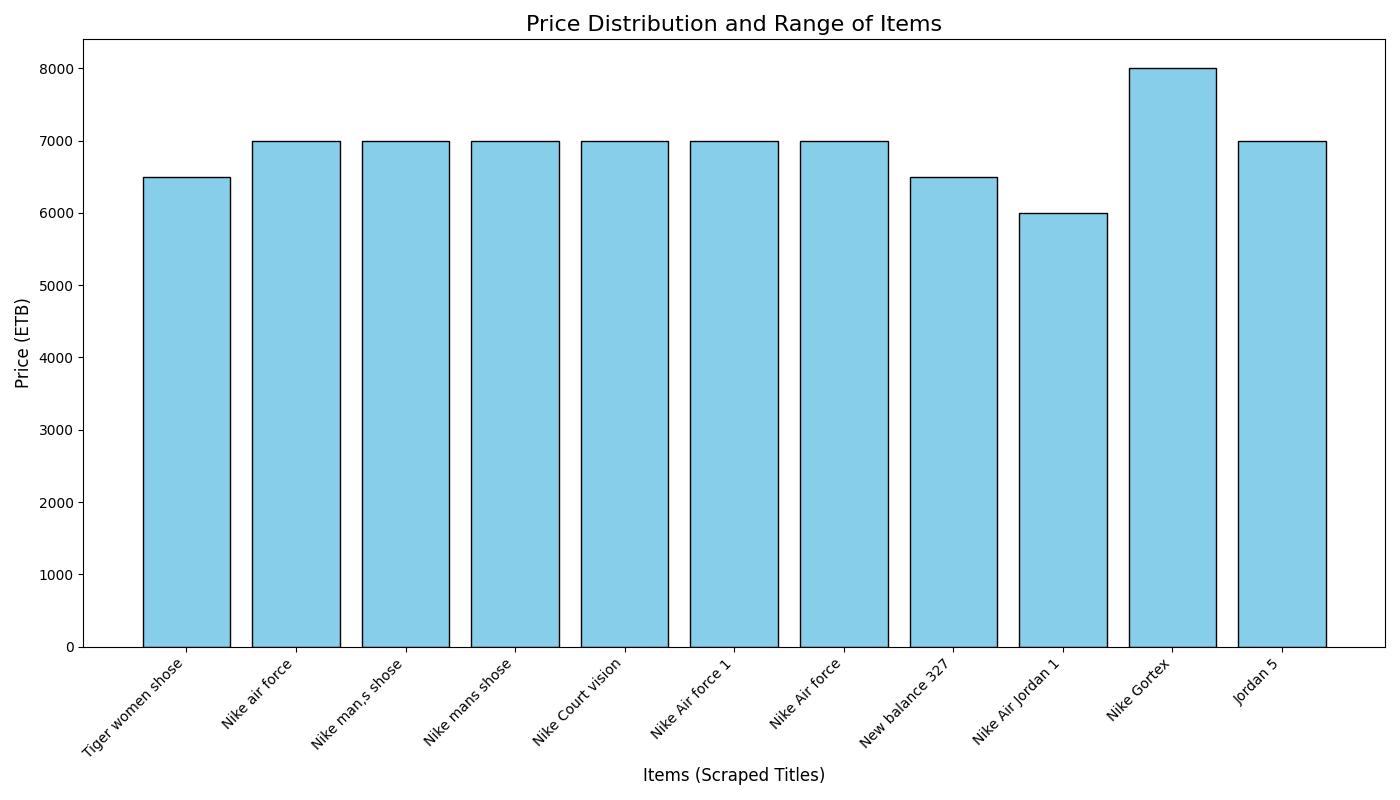 Price Distribution and Range of Items
Price (ETB)
8000
7000
6000
5000
4000
3000
2000
1000
0
Tiger women shose
Nike air force
Nike man,s shose
Nike mans shose
Nike Court vision
Nike Air force 1
Nike Air force
New balance 327
Nike Air Jordan 1
Nike Gortex
Jordan 5
Items (Scraped Titles)